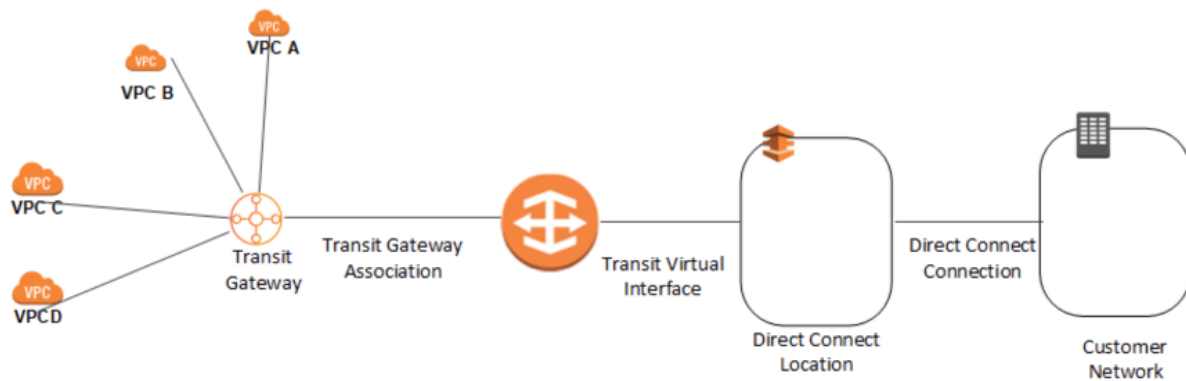 VPC
VPC A
VPC
VPC B
VPC
VPC C
VPC
VPCD
Transit
Gateway
Transit Gateway
Association
Transit Virtual
Interface
Direct Connect
Location
Direct Connect
Connection
Customer
Network